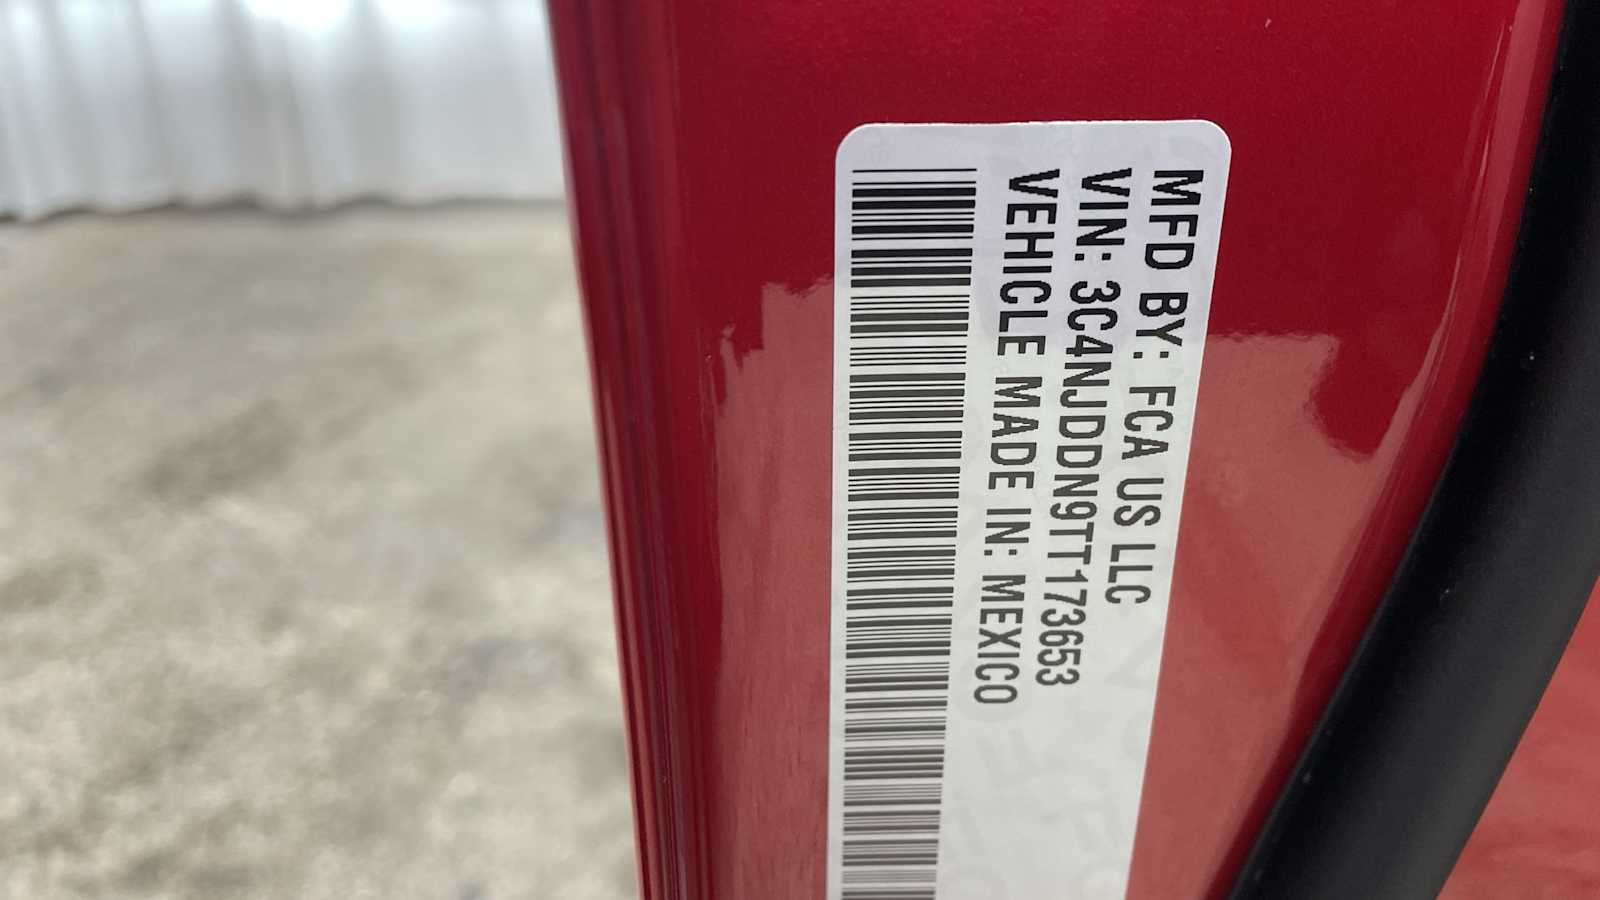 MFD BY: FCA US LLC
VIN: 3C4NJDDN9TT173653
VEHICLE MADE IN: MEXICO